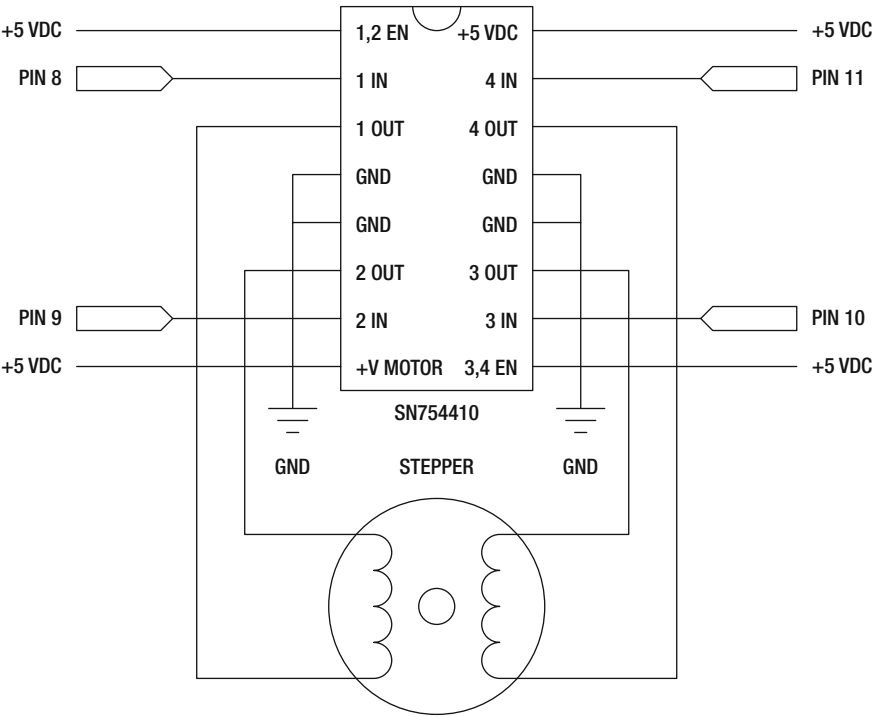 +5 VDC
1,2 EN
+5 VDC
+5 VDC
PIN 8
1 IN
4 IN
PIN 11
1 OUT
4 OUT
GND
GND
GND
GND
2 OUT
3 OUT
PIN 9
2 IN
3 IN
PIN 10
+5 VDC
+V MOTOR
3,4 EN
+5 VDC
SN754410
GND
STEPPER
GND